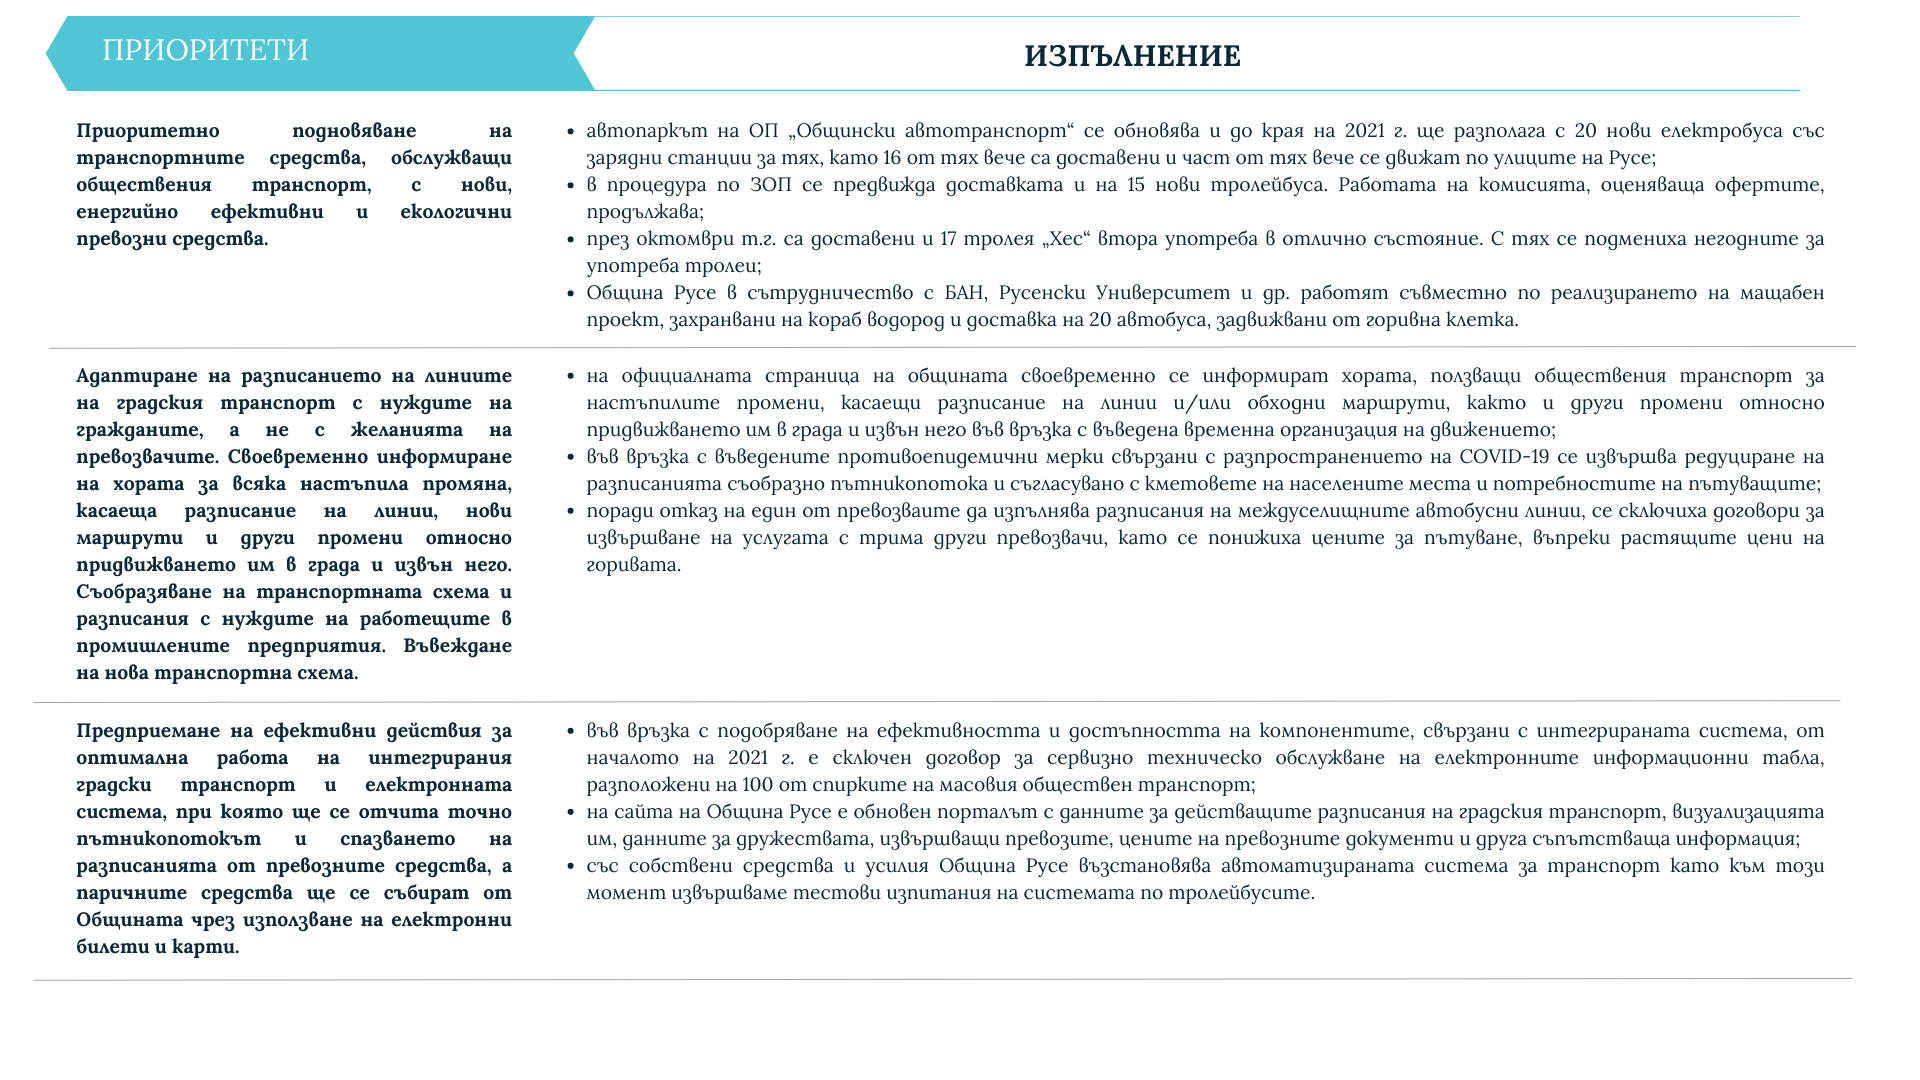 ПРИОРИТЕТИ
ИЗПЪЛНЕНИЕ
Приоритетно подновяване на
транспортните средства, обслужващи
обществения транспорт, с нови,
енергийно ефективни и екологични
превозни средства.
• автопаркът на ОП „Общински автотранспорт“ се обновява и до края на 2021 г. ще разполага с 20 нови електробуса със
зарядни станции за тях, като 16 от тях вече са доставени и част от тях вече се движат по улиците на Русе;
• в процедура по ЗОП се предвижда доставката и на 15 нови тролейбуса. Работата на комисията, оценяваща офертите,
продължава;
• през октомври т.г. са доставени и 17 тролея „Хес“ втора употреба в отлично състояние. С тях се подмениха негодните за
употреба тролеи;
• Община Русе в сътрудничество с БАН, Русенски Университет и др. работят съвместно по реализирането на мащабен
проект, захранвани на кораб водород и доставка на 20 автобуса, задвижвани от горивна клетка.
Адаптиране на разписанието на линиите
на градския транспорт с нуждите на
гражданите, а не с желанията на
превозвачите. Своевременно информиране
на хората за всяка настъпила промяна,
касаеща разписание на линии, нови
маршрути и други промени относно
придвижването им в града и извън него.
Съобразяване на транспортната схема и
разписания с нуждите на работещите в
промишлените предприятия. Въвеждане
на нова транспортна схема.
• на официалната страница на общината своевременно се информират хората, ползващи обществения транспорт за
настъпилите промени, касаещи разписание на линии и/или обходни маршрути, както и други промени относно
придвижването им в града и извън него във връзка с въведена временна организация на движението;
• във връзка с въведените противоепидемични мерки свързани с разпространението на COVID-19 се извършва редуциране на
разписанията съобразно пътникопотока и съгласувано с кметовете на населените места и потребностите на пътуващите;
• поради отказ на един от превозваите да изпълнява разписания на междуселищните автобусни линии, се сключиха договори за
извършване на услугата с трима други превозвачи, като се понижиха цените за пътуване, въпреки растящите цени на
горивата.
Предприемане на ефективни действия за
оптимална работа на интегрирания
градски транспорт и електронната
система, при която ще се отчита точно
пътникопотокът и спазването на
разписанията от превозните средства, а
паричните средства ще се събират от
Общината чрез използване на електронни
билети и карти.
• във връзка с подобряване на ефективността и достъпността на компонентите, свързани с интегрираната система, от
началото на 2021 г. е сключен договор за сервизно техническо обслужване на електронните информационни табла,
разположени на 100 от спирките на масовия обществен транспорт;
• на сайта на Община Русе е обновен порталът с данните за действащите разписания на градския транспорт, визуализацията
им, данните за дружествата, извършващи превозите, цените на превозните документи и друга съпътстваща информация;
• със собствени средства и усилия Община Русе възстановява автоматизираната система за транспорт като към този
момент извършваме тестови изпитания на системата по тролейбусите.